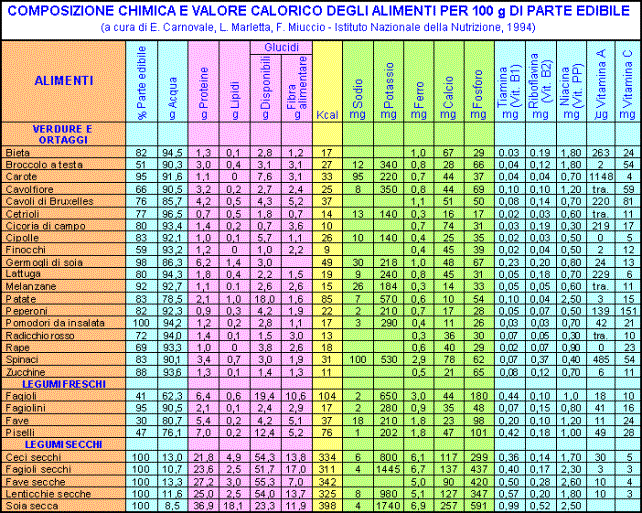 COMPOSIZIONE CHIMICA E VALORE CALORICO DEGLI ALIMENTI PER 100 g DI PARTE EDIBILE
(a cura di E. Carnovale, L. Marletta, F. Miuccio - Istituto Nazionale della Nutrizione, 1994)
ALIMENTI % Parte edibile g Acqua g Proteine g Lipidi Glucidi g Disponibili g Fibra alimentare Kcal Sodio mg Potassio mg Ferro mg Calcio mg Fosforo mg Tiamina (Vit. B1) mg Riboflavina (Vit. B2) mg Niacina (Vit. PP) mg Vitamina A µg Vitamina C mg
VERDURE E
ORTAGGI
Bieta 82 94,5 1,3 0,1 2,8 1,2 17 1,0 67 29 0,03 0,19 1,80 263 24
Broccolo a testa 51 90,3 3,0 0,4 3,1 3,1 27 12 340 0,8 28 66 0,04 0,12 1,80 2 54
Carote 95 91,6 1,1 0 7,6 3,1 33 95 220 0,7 44 37 0,04 0,04 0,70 1148 4
Cavolfiore 66 90,5 3,2 0,2 2,7 2,4 25 8 350 0,8 44 69 0,10 0,10 1,20 tra. 59
Cavoli di Bruxelles 76 85,7 4,2 0,5 4,3 5,2 37 1,1 51 50 0,08 0,14 0,70 220 81
Cetrioli 77 96,5 0,7 0,5 1,8 0,7 14 13 140 0,3 16 17 0,02 0,03 0,60 tra. 11
Cicoria di campo 80 93,4 1,4 0,2 0,7 3,6 10 0,7 74 31 0,03 0,19 0,30 219 17
Cipolle 83 92,1 1,0 0,1 5,7 1,1 26 10 140 0,4 25 35 0,02 0,03 0,50 0 5
Finocchi 59 93,2 1,2 0 1,0 2,2 9 0,4 45 39 0,02 0,04 0,50 2 12
Germogli di soia 98 86,3 6,2 1,4 3,0 49 30 218 1,0 48 67 0,23 0,20 0,80 24 13
Lattuga 80 94,3 1,8 0,4 2,2 1,5 19 9 240 0,8 45 31 0,05 0,18 0,70 229 6
Melanzane 92 92,7 1,1 0,1 2,6 2,6 15 26 184 0,3 14 33 0,05 0,05 0,60 tra. 11
Patate 83 78,5 2,1 1,0 18,0 1,6 85 7 570 0,6 10 54 0,10 0,04 2,50 3 15
Peperoni 82 92,3 0,9 0,3 4,2 1,9 22 2 210 0,7 17 28 0,05 0,07 0,50 139 151
Pomodori da insalata 100 94,2 1,2 0,2 2,8 1,1 17 3 290 0,4 11 26 0,03 0,03 0,70 42 21
Radicchio rosso 72 94,0 1,4 0,1 1,5 3,0 13 0,3 36 30 0,07 0,05 0,30 tra. 10
Rape 69 93,3 1,0 0 3,8 2,6 18 0,6 40 29 0,02 0,07 0,90 0 23
Spinaci 83 90,1 3,4 0,7 3,0 1,9 31 100 530 2,9 78 62 0,07 0,37 0,40 485 54
Zucchine 88 93,6 1,3 0,1 1,4 1,3 11 0,5 21 65 0,08 0,12 0,70 6 11
LEGUMI FRESCHI
Fagioli 41 62,3 6,4 0,6 19,4 10,6 104 2 650 3,0 44 180 0,44 0,10 1,0 18 10
Fagiolini 95 90,5 2,1 0,1 2,4 2,9 17 2 280 0,9 35 48 0,07 0,15 0,80 41 16
Fave 30 80,7 5,4 0,2 4,2 5,1 37 18 210 1,8 23 98 0,20 0,10 1,20 11 24
Piselli 47 76,1 7,0 0,2 12,4 5,2 76 1 202 1,8 47 101 0,42 0,18 1,00 49 28
LEGUMI SECCHI
Ceci secchi 100 13,0 21,8 4,9 54,3 13,8 334 6 800 6,1 117 299 0,36 0,14 1,70 30 5
Fagioli secchi 100 10,7 23,6 2,5 51,7 17,0 311 4 1445 6,7 137 437 0,40 0,17 2,30 3 3
Fave secche 100 13,3 27,2 3,0 55,3 7,0 342 5,0 90 420 0,50 0,28 2,60 10 4
Lenticchie secche 100 11,6 25,0 2,5 54,0 13,7 325 8 980 5,1 127 347 0,57 0,20 1,80 10 3
Soia secca 100 8,5 36,9 18,1 23,3 11,9 398 4 1740 6,9 257 591 0,99 0,52 2,50